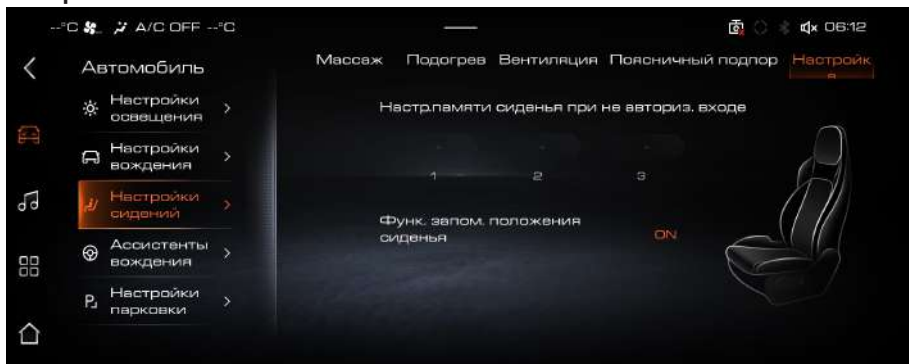 --°C A/C OFF --°C
06:12
Автомобиль
Настройки
освещения
Настройки
вождения
Настройки
сидений
Ассистенты
вождения
Настройки
парковки
Массаж Подогрев Вентиляция Поясничный подпор Настройк
а
Настр.памяти сиденья при не авториз. входе
1 2 3
Функ. запом. положения
сиденья
ON